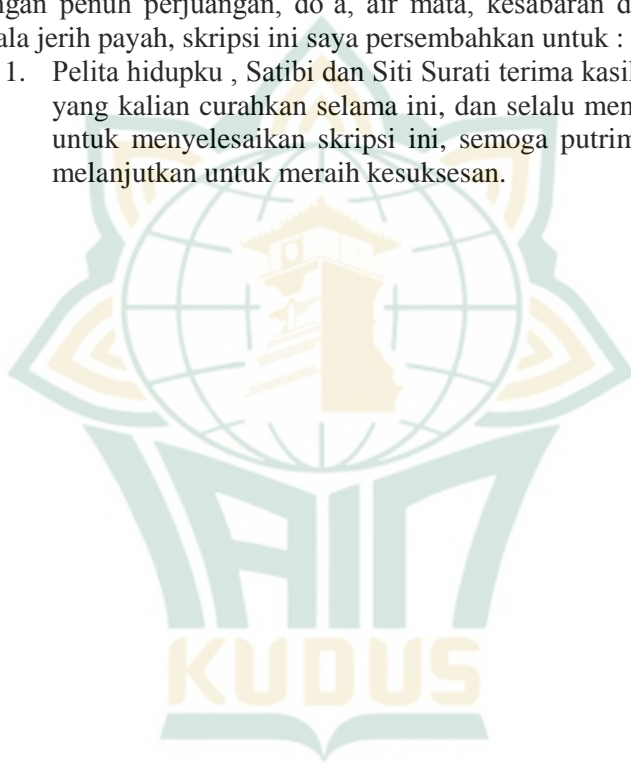 ngan penuh perjuangan, do'a, air mata, kesabaran d
ala jerih payah, skripsi ini saya persembahkan untuk :
1. Pelita hidupku , Satibi dan Siti Surati terima kasi
yang kalian curahkan selama ini, dan selalu men
untuk menyelesaikan skripsi ini, semoga putrim
melanjutkan untuk meraih kesuksesan.
IAIN
KUDUS